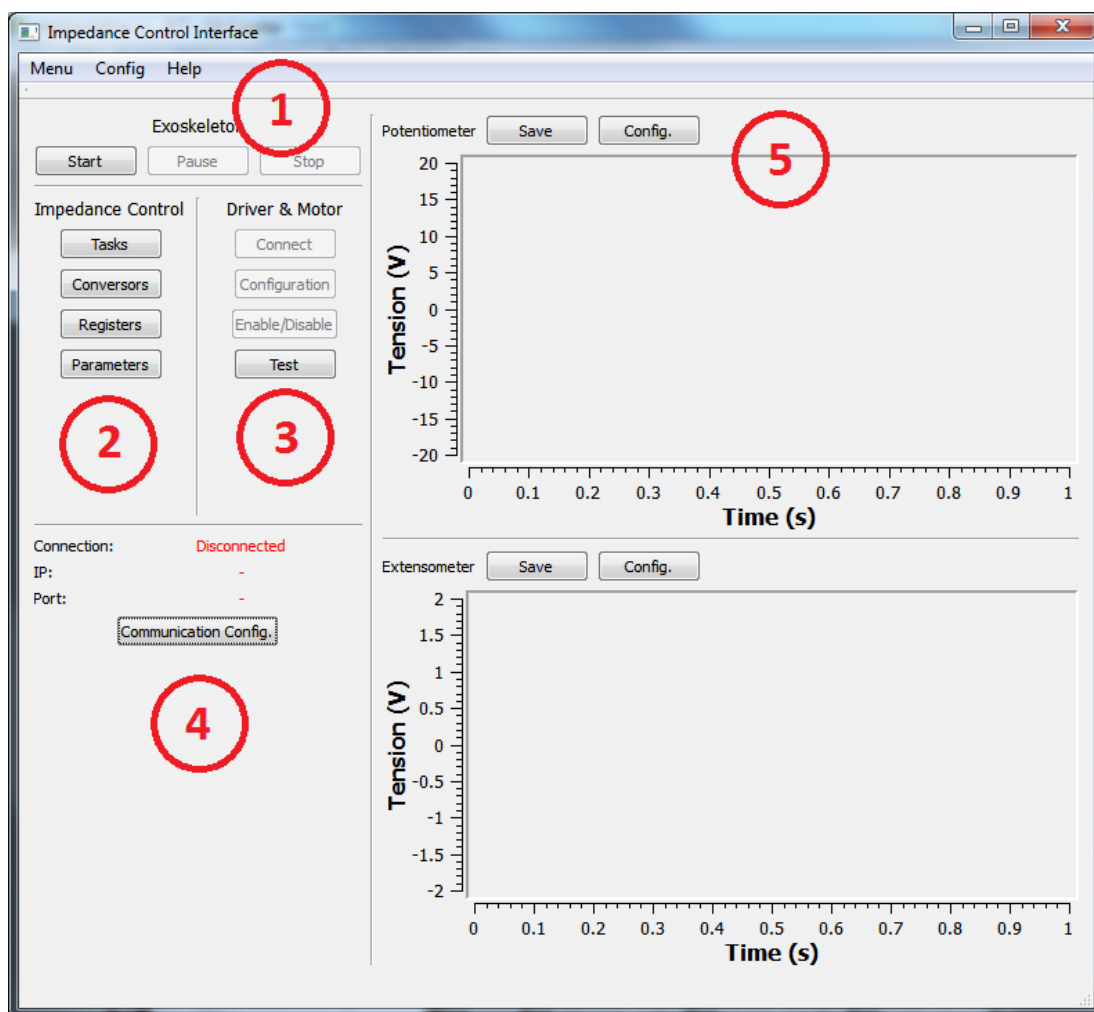 Impedance Control Interface
Menu Config Help
1
Exoskeleton
Start Pause Stop
Impedance Control
Tasks
Conversors
Registers
Parameters
2
Driver & Motor
Connect
Configuration
Enable/Disable
Test
3
Connection: Disconnected
IP: -
Port: -
Communication Config.
4
Potentiometer Save Config.
5
Tension (V)
20
15
10
5
0
-5
-10
-15
-20
0 0.1 0.2 0.3 0.4 0.5 0.6 0.7 0.8 0.9 1
Time (s)
Extensometer Save Config.
Tension (V)
2
1.5
1
0.5
0
-0.5
-1
-1.5
-2
0 0.1 0.2 0.3 0.4 0.5 0.6 0.7 0.8 0.9 1
Time (s)